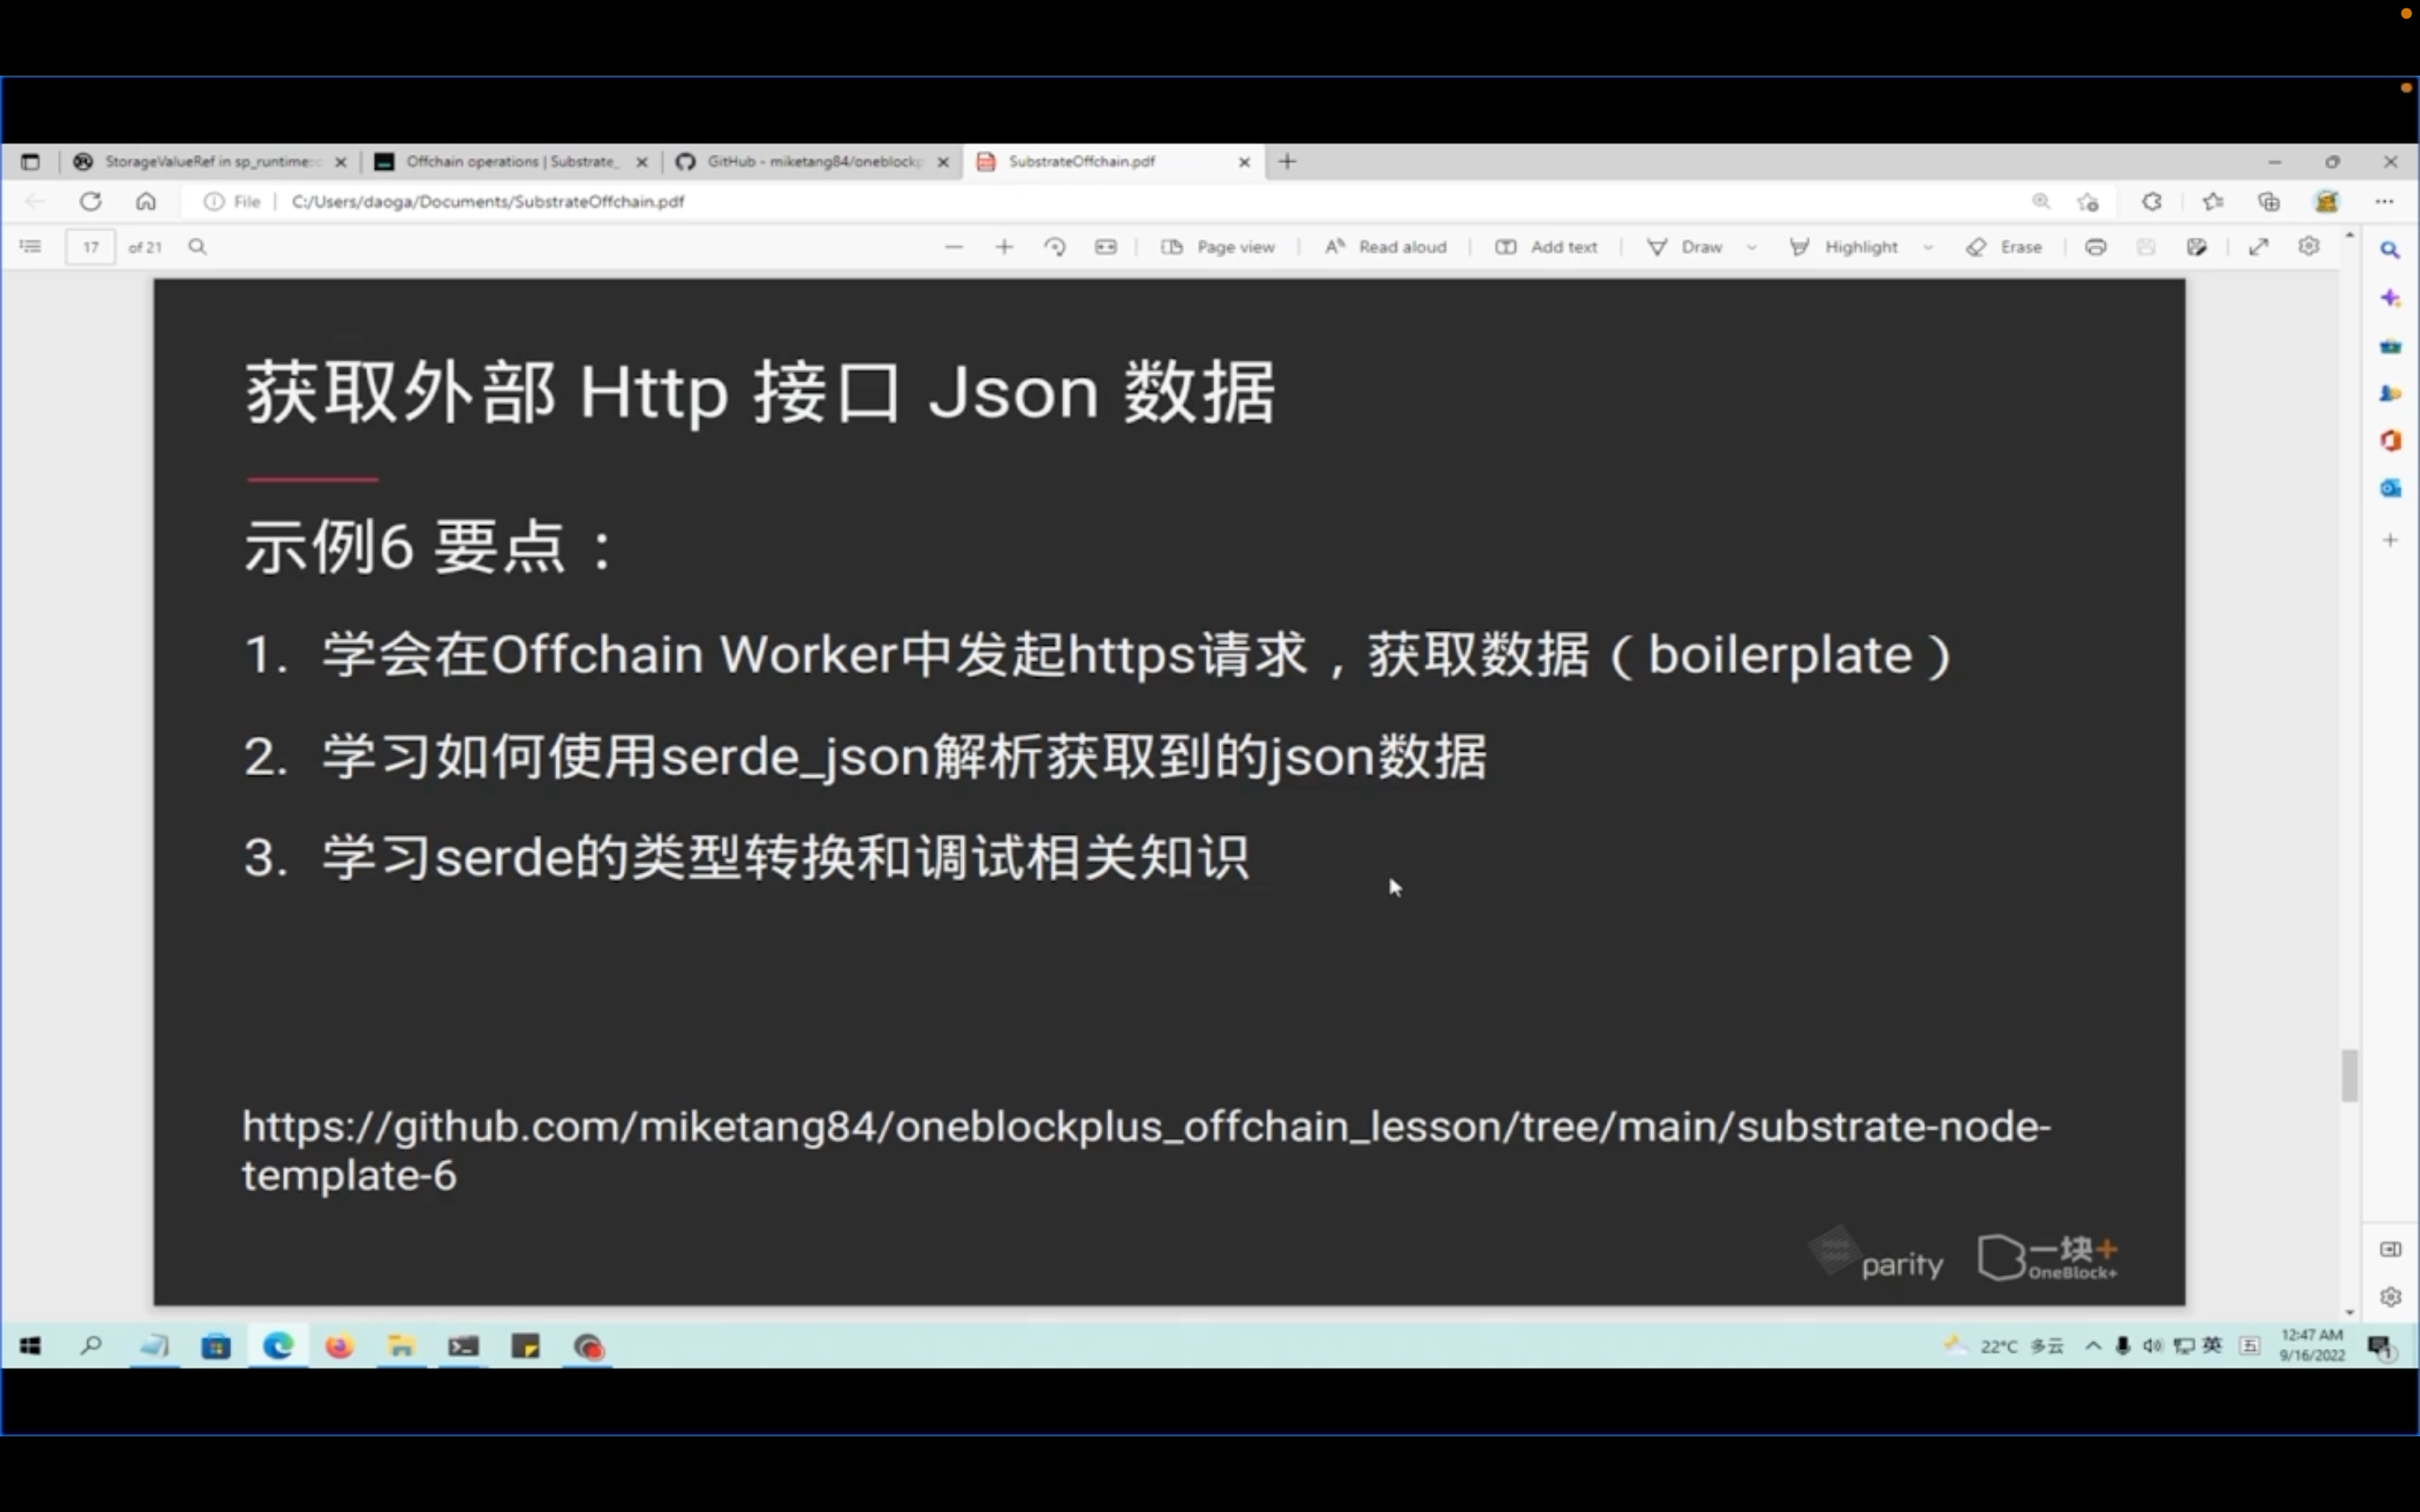 StorageValueRef in sp_runtime
Offchain operations | Substrate_
GitHub - miketang84/oneblockp
SubstrateOffchain.pdf
File
C:/Users/daoga/Documents/SubstrateOffchain.pdf
17 of 21
Page view
Read aloud
Add text
Draw
Highlight
Erase
获取外部 Http 接口 Json 数据
示例6 要点：
1. 学会在Offchain Worker中发起https请求，获取数据（boilerplate）
2. 学习如何使用serde_json解析获取到的json数据
3. 学习serde的类型转换和调试相关知识
https://github.com/miketang84/oneblockplus_offchain_lesson/tree/main/substrate-node-
template-6
parity
一块+
OneBlock+
22°C 多云
英
五
12:47 AM
9/16/2022
1